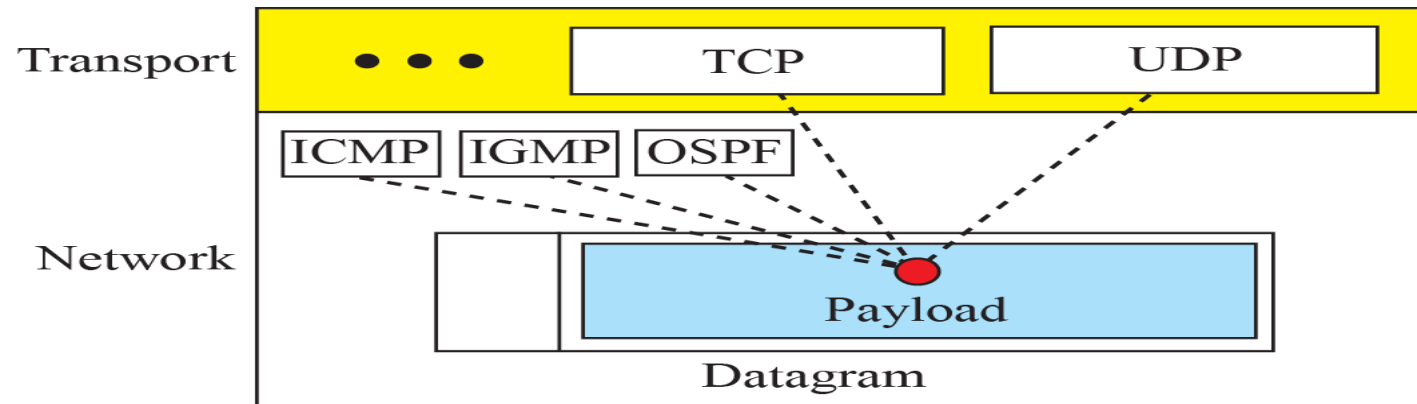 Transport
TCP
UDP
ICMP
IGMP
OSPF
Network
Payload
Datagram